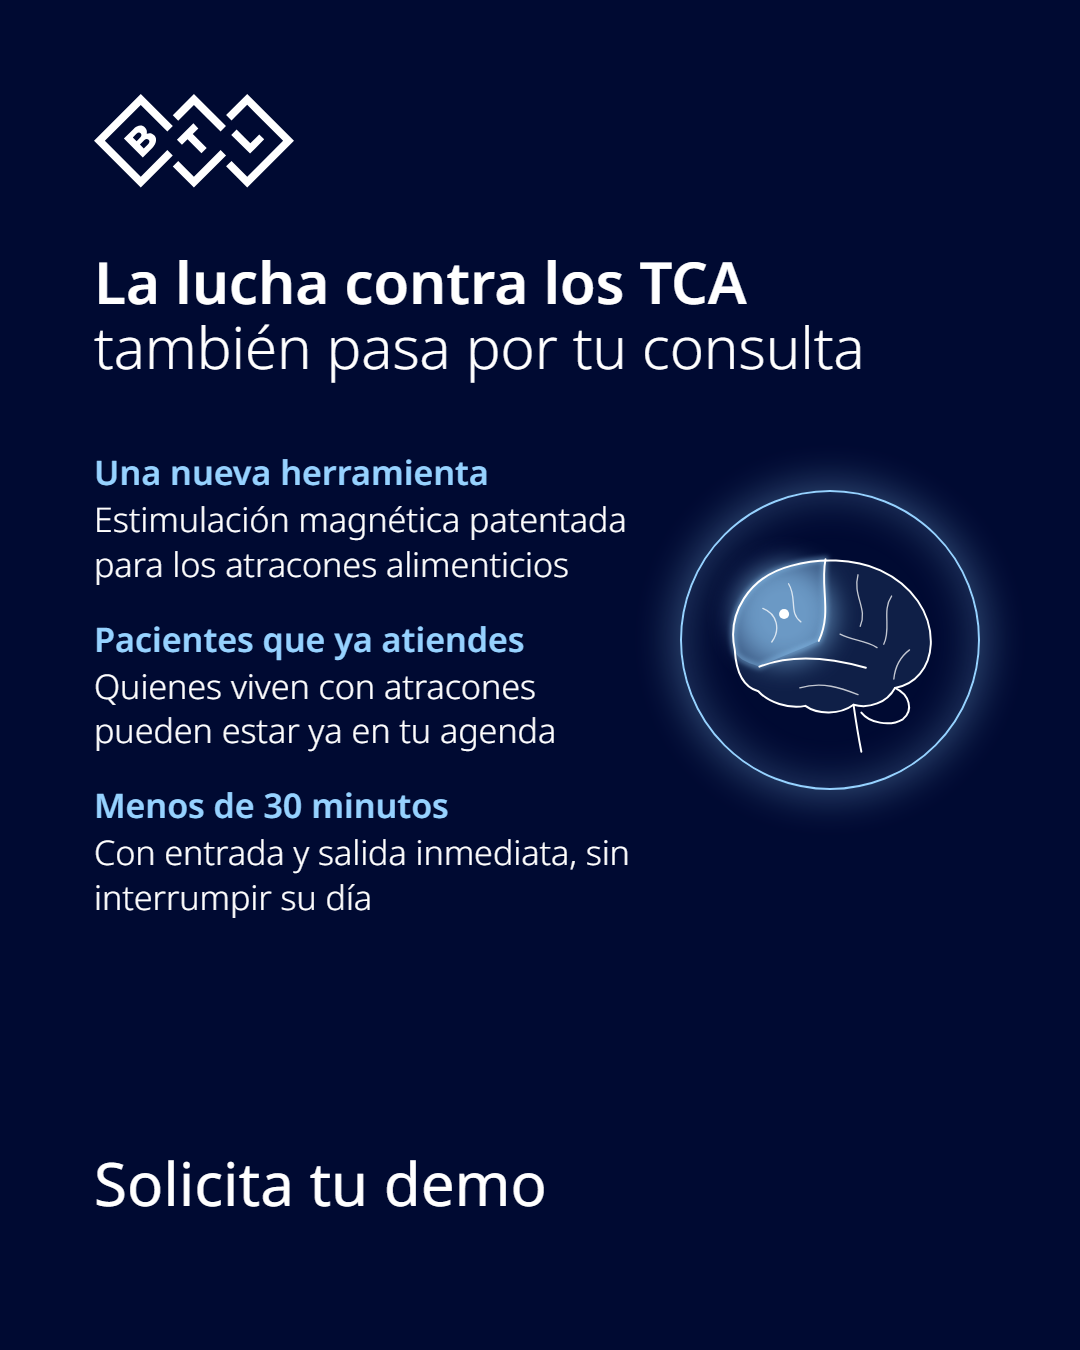 BTL
La lucha contra los TCA
también pasa por tu consulta
Una nueva herramienta
Estimulación magnética patentada
para los atracones alimenticios
Pacientes que ya atiendes
Quienes viven con atracones
pueden estar ya en tu agenda
Menos de 30 minutos
Con entrada y salida inmediata, sin
interrumpir su día
Solicita tu demo